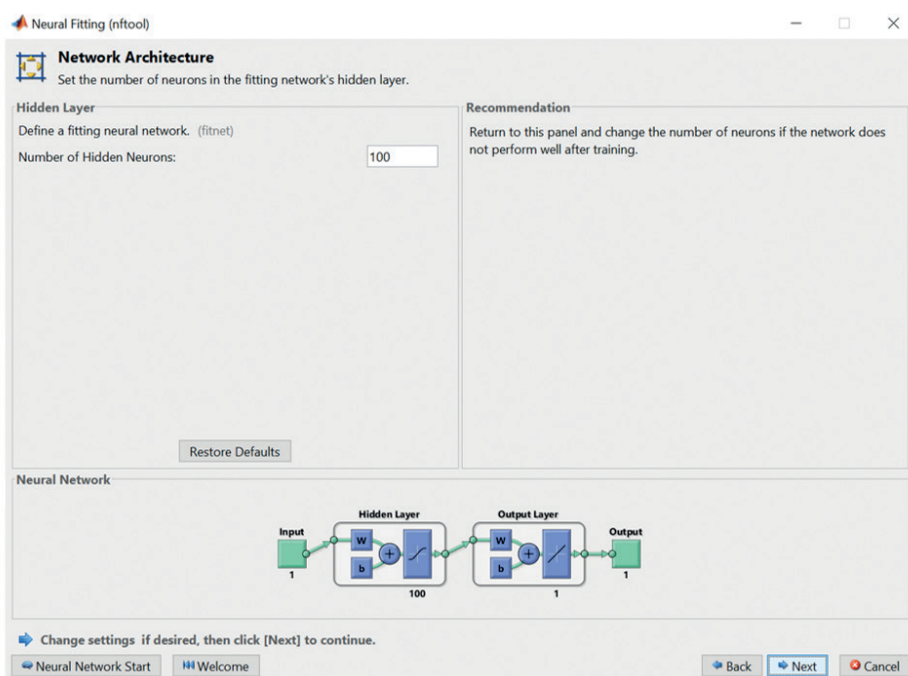 Neural Fitting (nftool)
Network Architecture
Set the number of neurons in the fitting network's hidden layer.
Hidden Layer
Define a fitting neural network. (fitnet)
Number of Hidden Neurons: 100
Restore Defaults
Recommendation
Return to this panel and change the number of neurons if the network does
not perform well after training.
Neural Network
Hidden Layer Output Layer
Input Output
W W
b b
1 1
100 1
Change settings if desired, then click [Next] to continue.
Neural Network Start Welcome Back Next Cancel